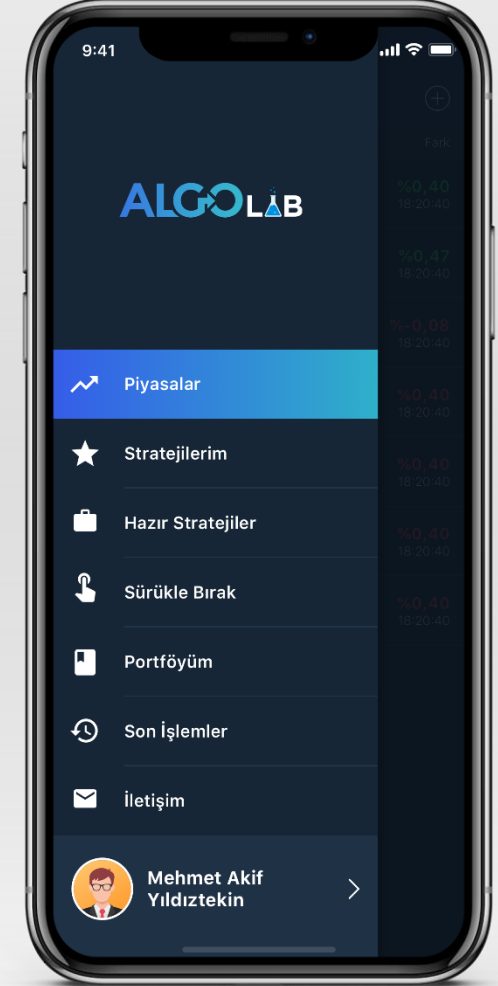 9:41
Fark
ALGOLAB
%0,40
18:20:40
%0,47
18:20:40
%-0,08
18:20:40
Piyasalar
%0,40
18:20:40
Stratejilerim
%0,40
18:20:40
Hazır Stratejiler
%0,40
18:20:40
Sürükle Bırak
%0,40
18:20:40
Portföyüm
Son İşlemler
İletişim
Mehmet Akif
Yıldıztekin